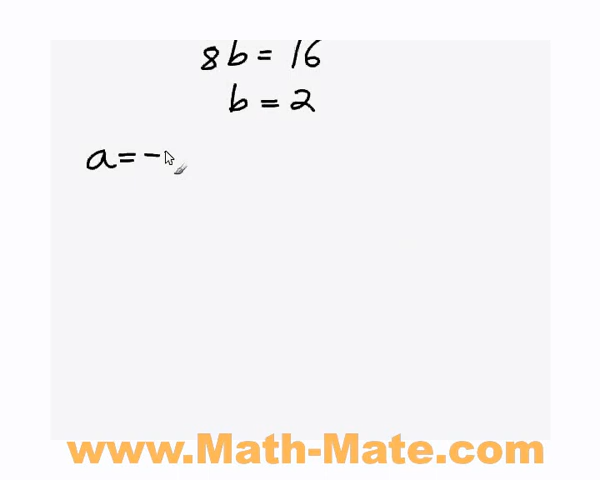 8b = 16
b = 2
a = -
www.Math-Mate.com